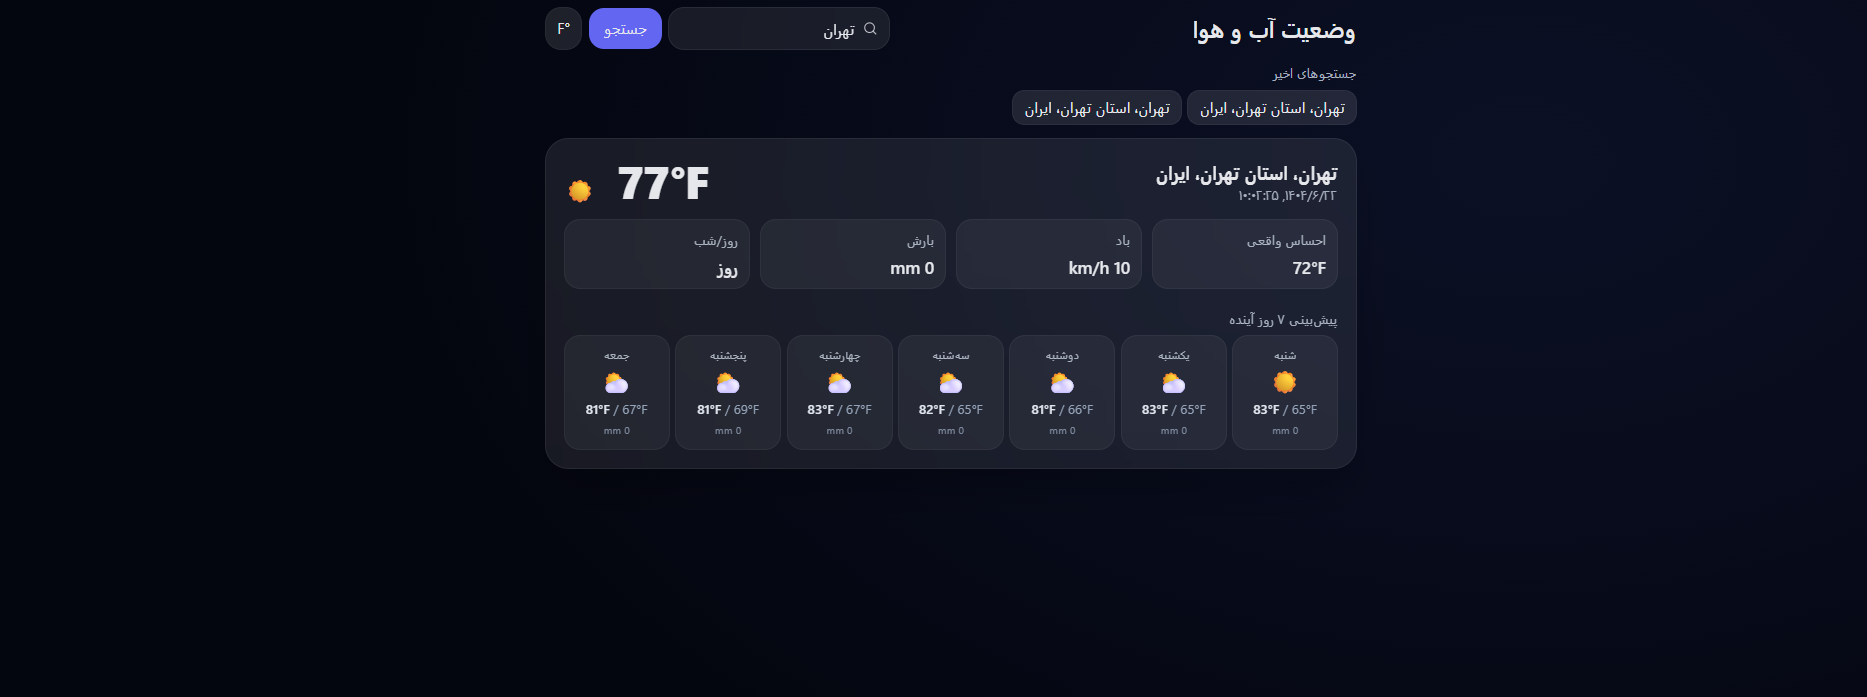 وضعیت آب و هوا
تهران
جستجو
°F
جستجوهای اخیر
تهران، استان تهران، ایران
تهران، استان تهران، ایران
تهران، استان تهران، ایران
۱۴۰۴/۶/۲۲, ۱۰:۰۲:۲۵
77°F
احساس واقعی
72°F
باد
10 km/h
بارش
0 mm
روز/شب
روز
پیش‌بینی ۷ روز آینده
شنبه
83°F / 65°F
0 mm
یکشنبه
83°F / 65°F
0 mm
دوشنبه
81°F / 66°F
0 mm
سه‌شنبه
82°F / 65°F
0 mm
چهارشنبه
83°F / 67°F
0 mm
پنجشنبه
81°F / 69°F
0 mm
جمعه
81°F / 67°F
0 mm